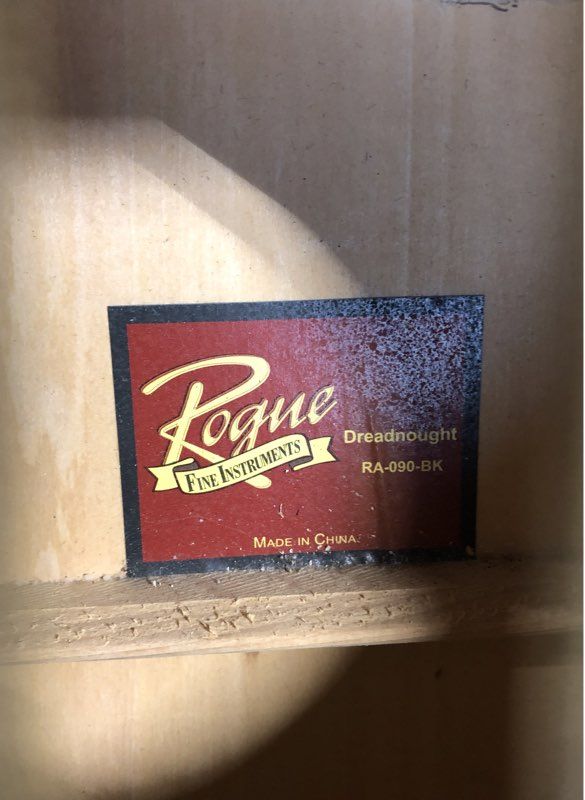 Rogue
FINE INSTRUMENTS
Dreadnought
RA-090-BK
MADE IN CHINA